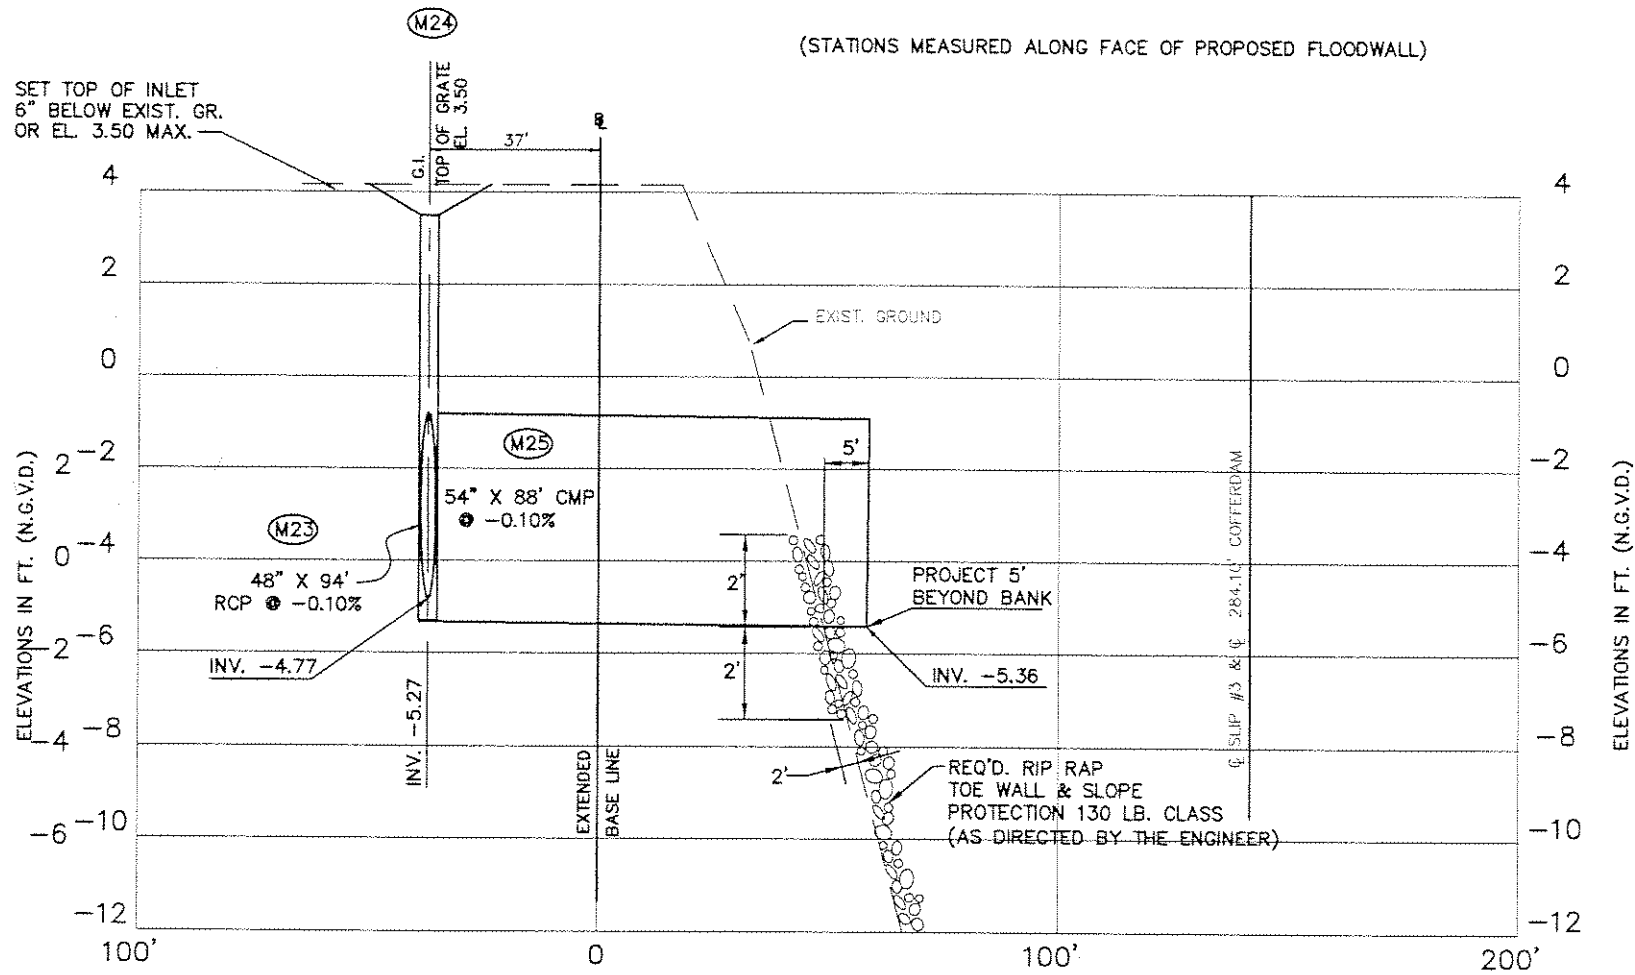 M24
(STATIONS MEASURED ALONG FACE OF PROPOSED FLOODWALL)
SET TOP OF INLET
6" BELOW EXIST. GR.
OR EL. 3.50 MAX.
G.I.
TOP OF GRATE
EL. 3.50
37'
4
4
2
2
EXIST. GROUND
0
0
M25
5'
2 -2
-2
54" X 88' CMP
@ -0.10%
M23
0 -4
-4
48" X 94'
RCP @ -0.10%
2'
PROJECT 5'
BEYOND BANK
-2 -6
-6
INV. -4.77
2'
INV. -5.36
INV. -5.27
-4 -8
-8
2'
REQ'D. RIP RAP
TOE WALL & SLOPE
PROTECTION 130 LB. CLASS
(AS DIRECTED BY THE ENGINEER)
EXTENDED
BASE LINE
-6 -10
-10
-12
-12
100'
0
100'
200'
ELEVATIONS IN FT. (N.G.V.D.)
ELEVATIONS IN FT. (N.G.V.D.)
SLIP #3 & 284.10' COFFERDAM